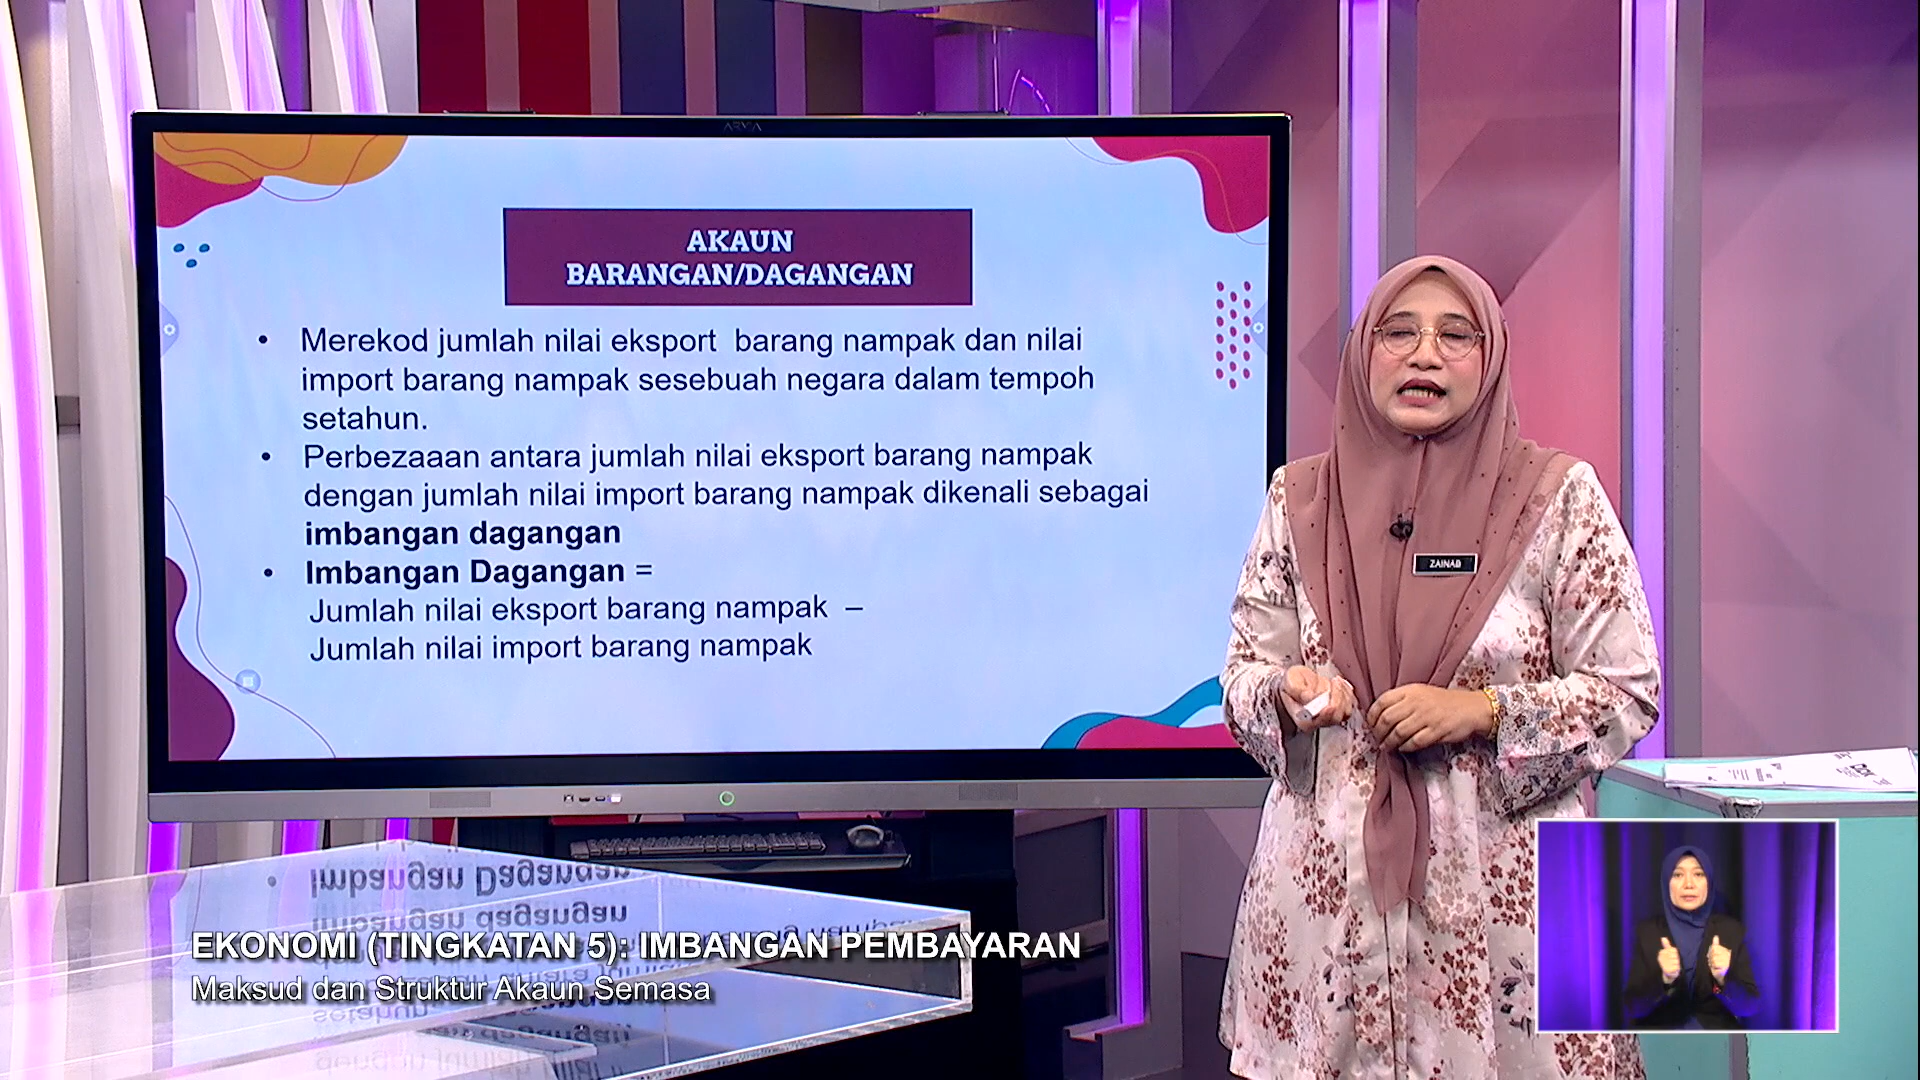 ARVIA
AKAUN
BARANGAN/DAGANGAN
• Merekod jumlah nilai eksport barang nampak dan nilai
import barang nampak sesebuah negara dalam tempoh
setahun.
• Perbezaaan antara jumlah nilai eksport barang nampak
dengan jumlah nilai import barang nampak dikenali sebagai
imbangan dagangan
• Imbangan Dagangan =
Jumlah nilai eksport barang nampak –
Jumlah nilai import barang nampak
ZAINAB
EKONOMI (TINGKATAN 5): IMBANGAN PEMBAYARAN
Maksud dan Struktur Akaun Semasa